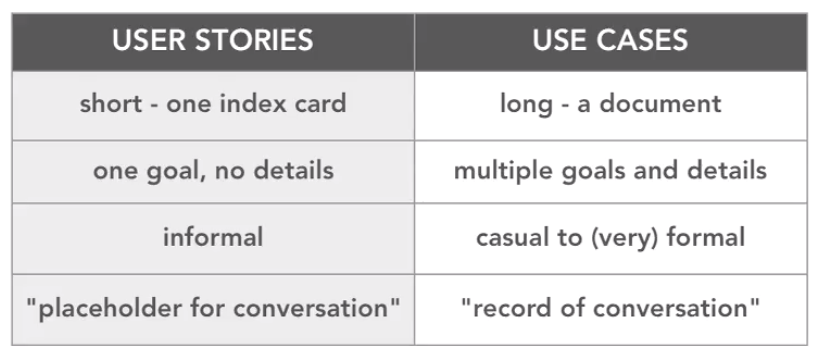 USER STORIES USE CASES
short - one index card long - a document
one goal, no details multiple goals and details
informal casual to (very) formal
"placeholder for conversation" "record of conversation"